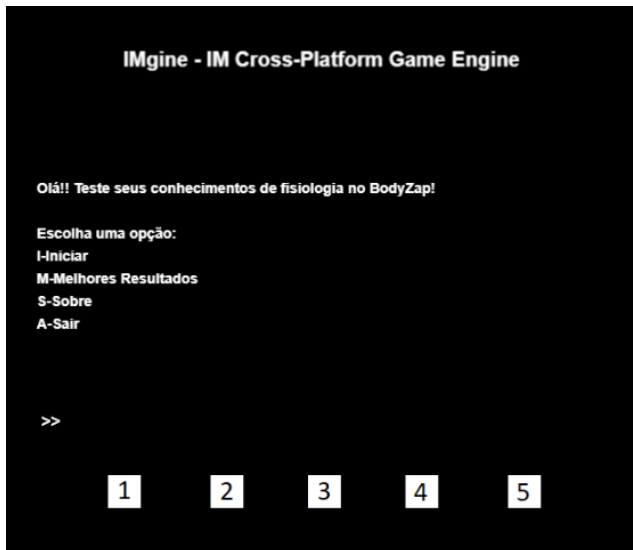 IMgine - IM Cross-Platform Game Engine
Olá!! Teste seus conhecimentos de fisiologia no BodyZap!
Escolha uma opção:
I-Iniciar
M-Melhores Resultados
S-Sobre
A-Sair
>>
1 2 3 4 5